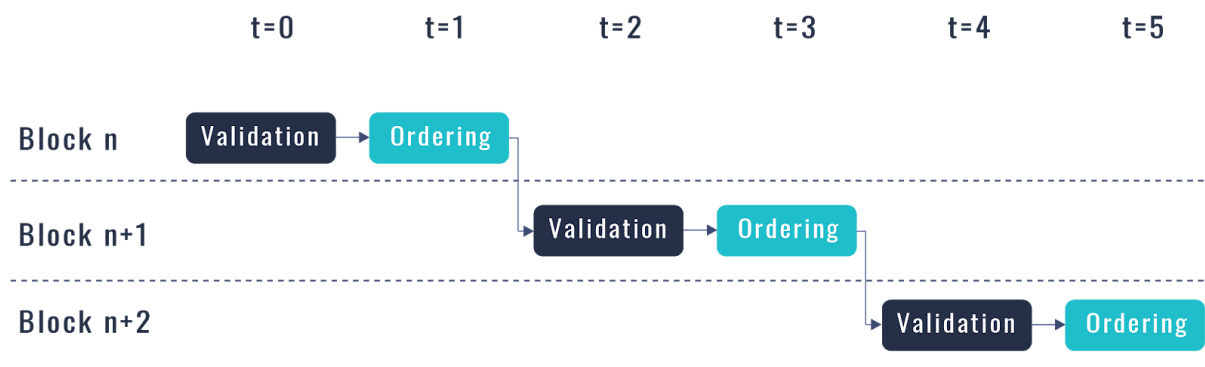 t=0 t=1 t=2 t=3 t=4 t=5
Block n Validation Ordering
Block n+1 Validation Ordering
Block n+2 Validation Ordering